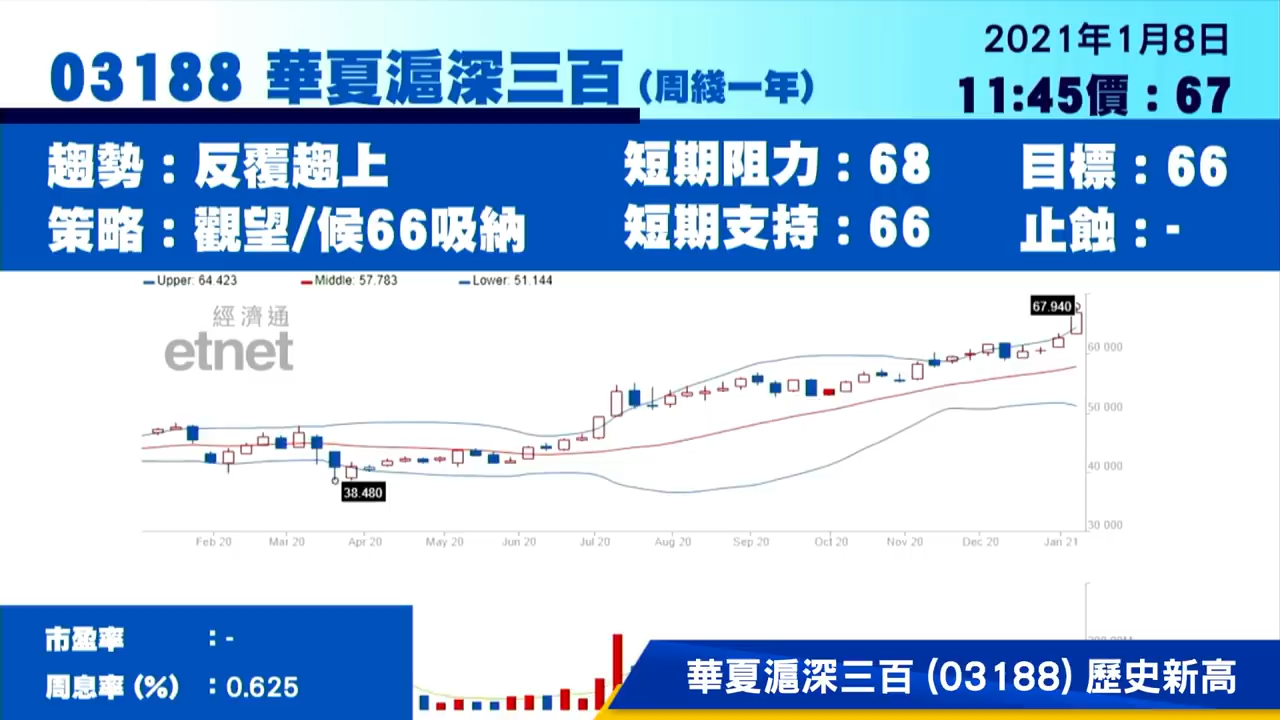 03188 華夏滬深三百 (周綫一年)
2021年1月8日
11:45價：67
趨勢：反覆趨上
短期阻力：68
目標：66
策略：觀望/候66吸納
短期支持：66
止蝕：-
Upper: 64.423 Middle: 57.783 Lower: 51.144
經濟通
etnet
67.940
38.480
60 000
50 000
40 000
30 000
Feb 20 Mar 20 Apr 20 May 20 Jun 20 Jul 20 Aug 20 Sep 20 Oct 20 Nov 20 Dec 20 Jan 21
市盈率 ：-
周息率 (%) ：0.625
華夏滬深三百 (03188) 歷史新高